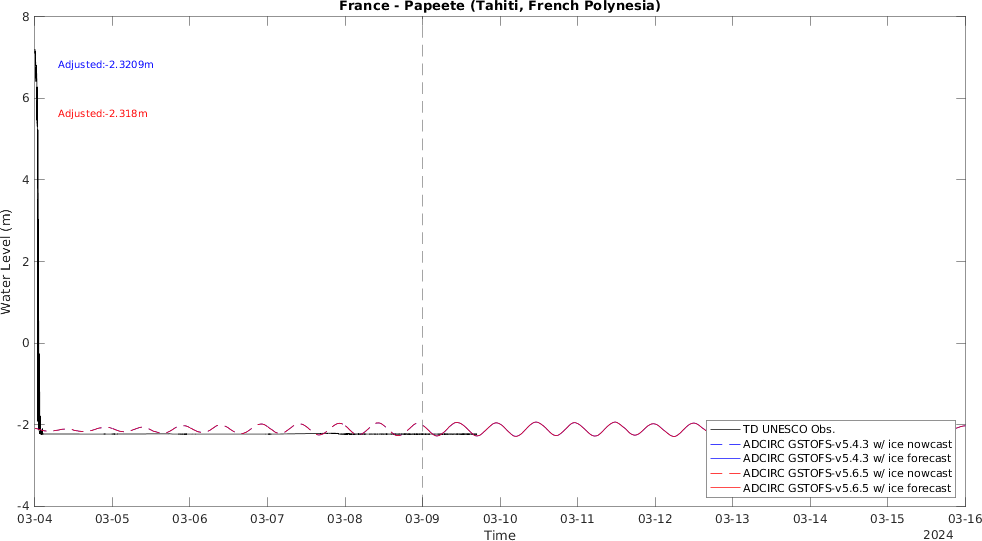 France - Papeete (Tahiti, French Polynesia)
8
6
4
2
0
-2
-4
Water Level (m)
Adjusted:-2.3209m
Adjusted:-2.318m
TD UNESCO Obs.
ADCIRC GSTOFS-v5.4.3 w/ ice nowcast
ADCIRC GSTOFS-v5.4.3 w/ ice forecast
ADCIRC GSTOFS-v5.6.5 w/ ice nowcast
ADCIRC GSTOFS-v5.6.5 w/ ice forecast
03-04 03-05 03-06 03-07 03-08 03-09 03-10 03-11 03-12 03-13 03-14 03-15 03-16
Time
2024